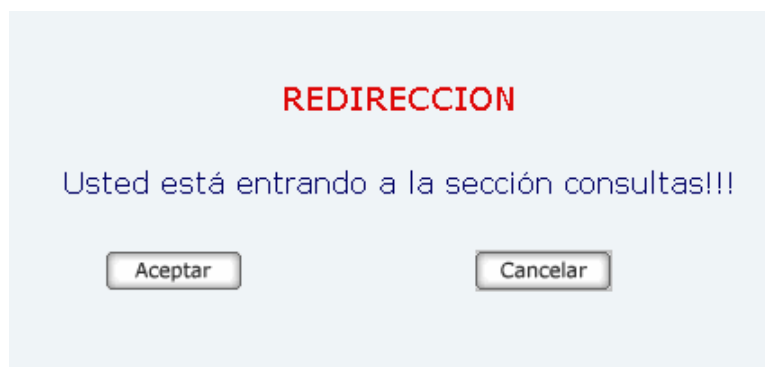 REDIRECCION
Usted está entrando a la sección consultas!!!
Aceptar
Cancelar